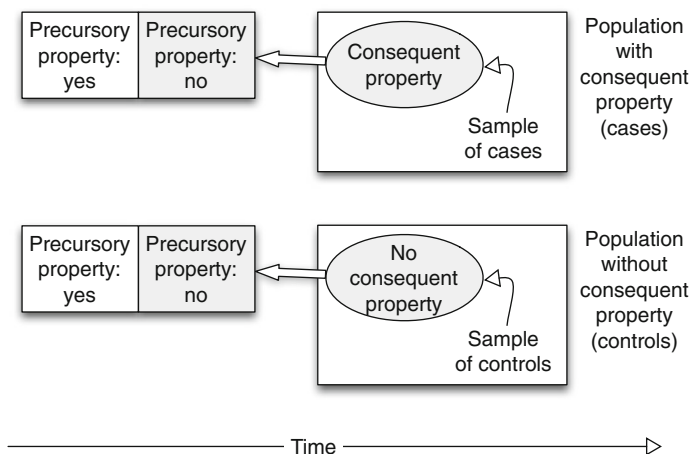 Precursory
property:
yes
Precursory
property:
no
Consequent
property
Sample
of cases
Population
with
consequent
property
(cases)
Precursory
property:
yes
Precursory
property:
no
No
consequent
property
Sample
of controls
Population
without
consequent
property
(controls)
Time